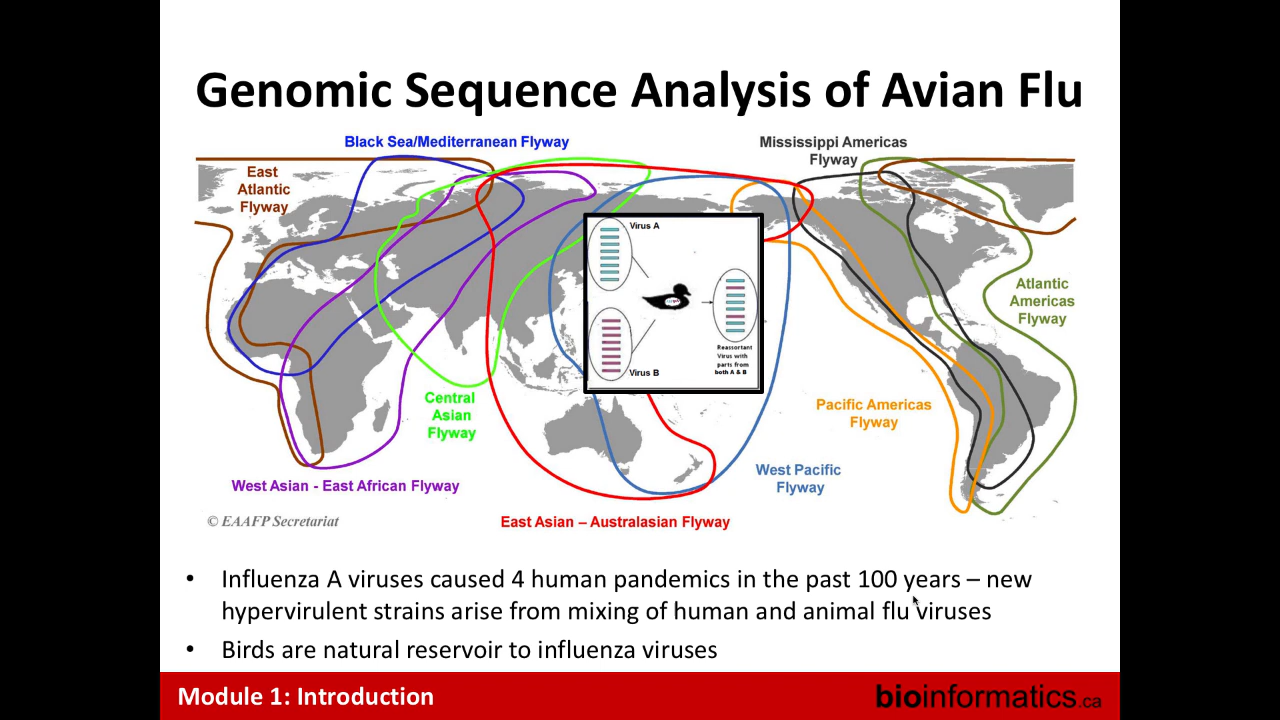 Genomic Sequence Analysis of Avian Flu
Black Sea/Mediterranean Flyway
Mississippi Americas
Flyway
East
Atlantic
Flyway
Virus A
Virus B
Reassortant
Virus with
parts from
both A & B
Atlantic
Americas
Flyway
Central
Asian
Flyway
Pacific Americas
Flyway
West Asian - East African Flyway
West Pacific
Flyway
© EAAFP Secretariat
East Asian – Australasian Flyway
• Influenza A viruses caused 4 human pandemics in the past 100 years – new
hypervirulent strains arise from mixing of human and animal flu viruses
• Birds are natural reservoir to influenza viruses
Module 1: Introduction
bioinformatics.ca